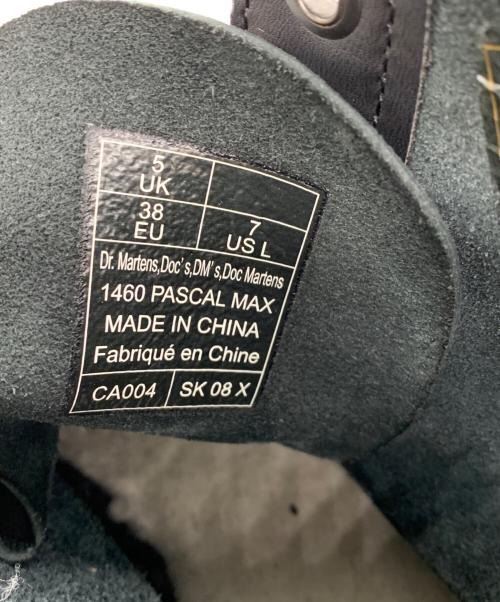 5
UK
38
EU
7
US L
Dr. Martens,Doc's,DM's,Doc Martens
1460 PASCAL MAX
MADE IN CHINA
Fabriqué en Chine
CA004
SK 08 X